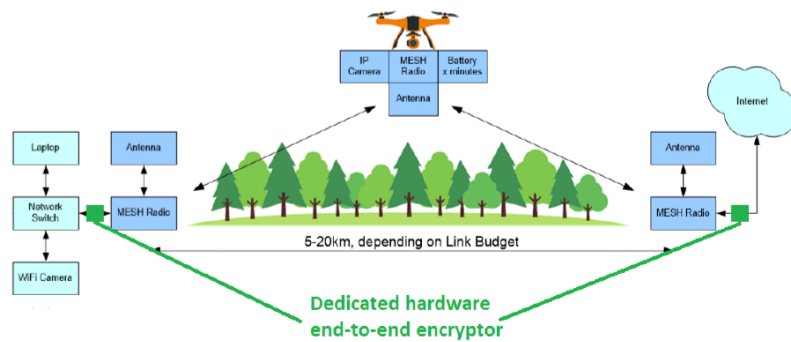 IP
Camera
MESH
Radio
Battery
x minutes
Antenna
Internet
Laptop
Antenna
Antenna
Network
Switch
MESH Radio
MESH Radio
5-20km, depending on Link Budget
WiFi Camera
Dedicated hardware
end-to-end encryptor